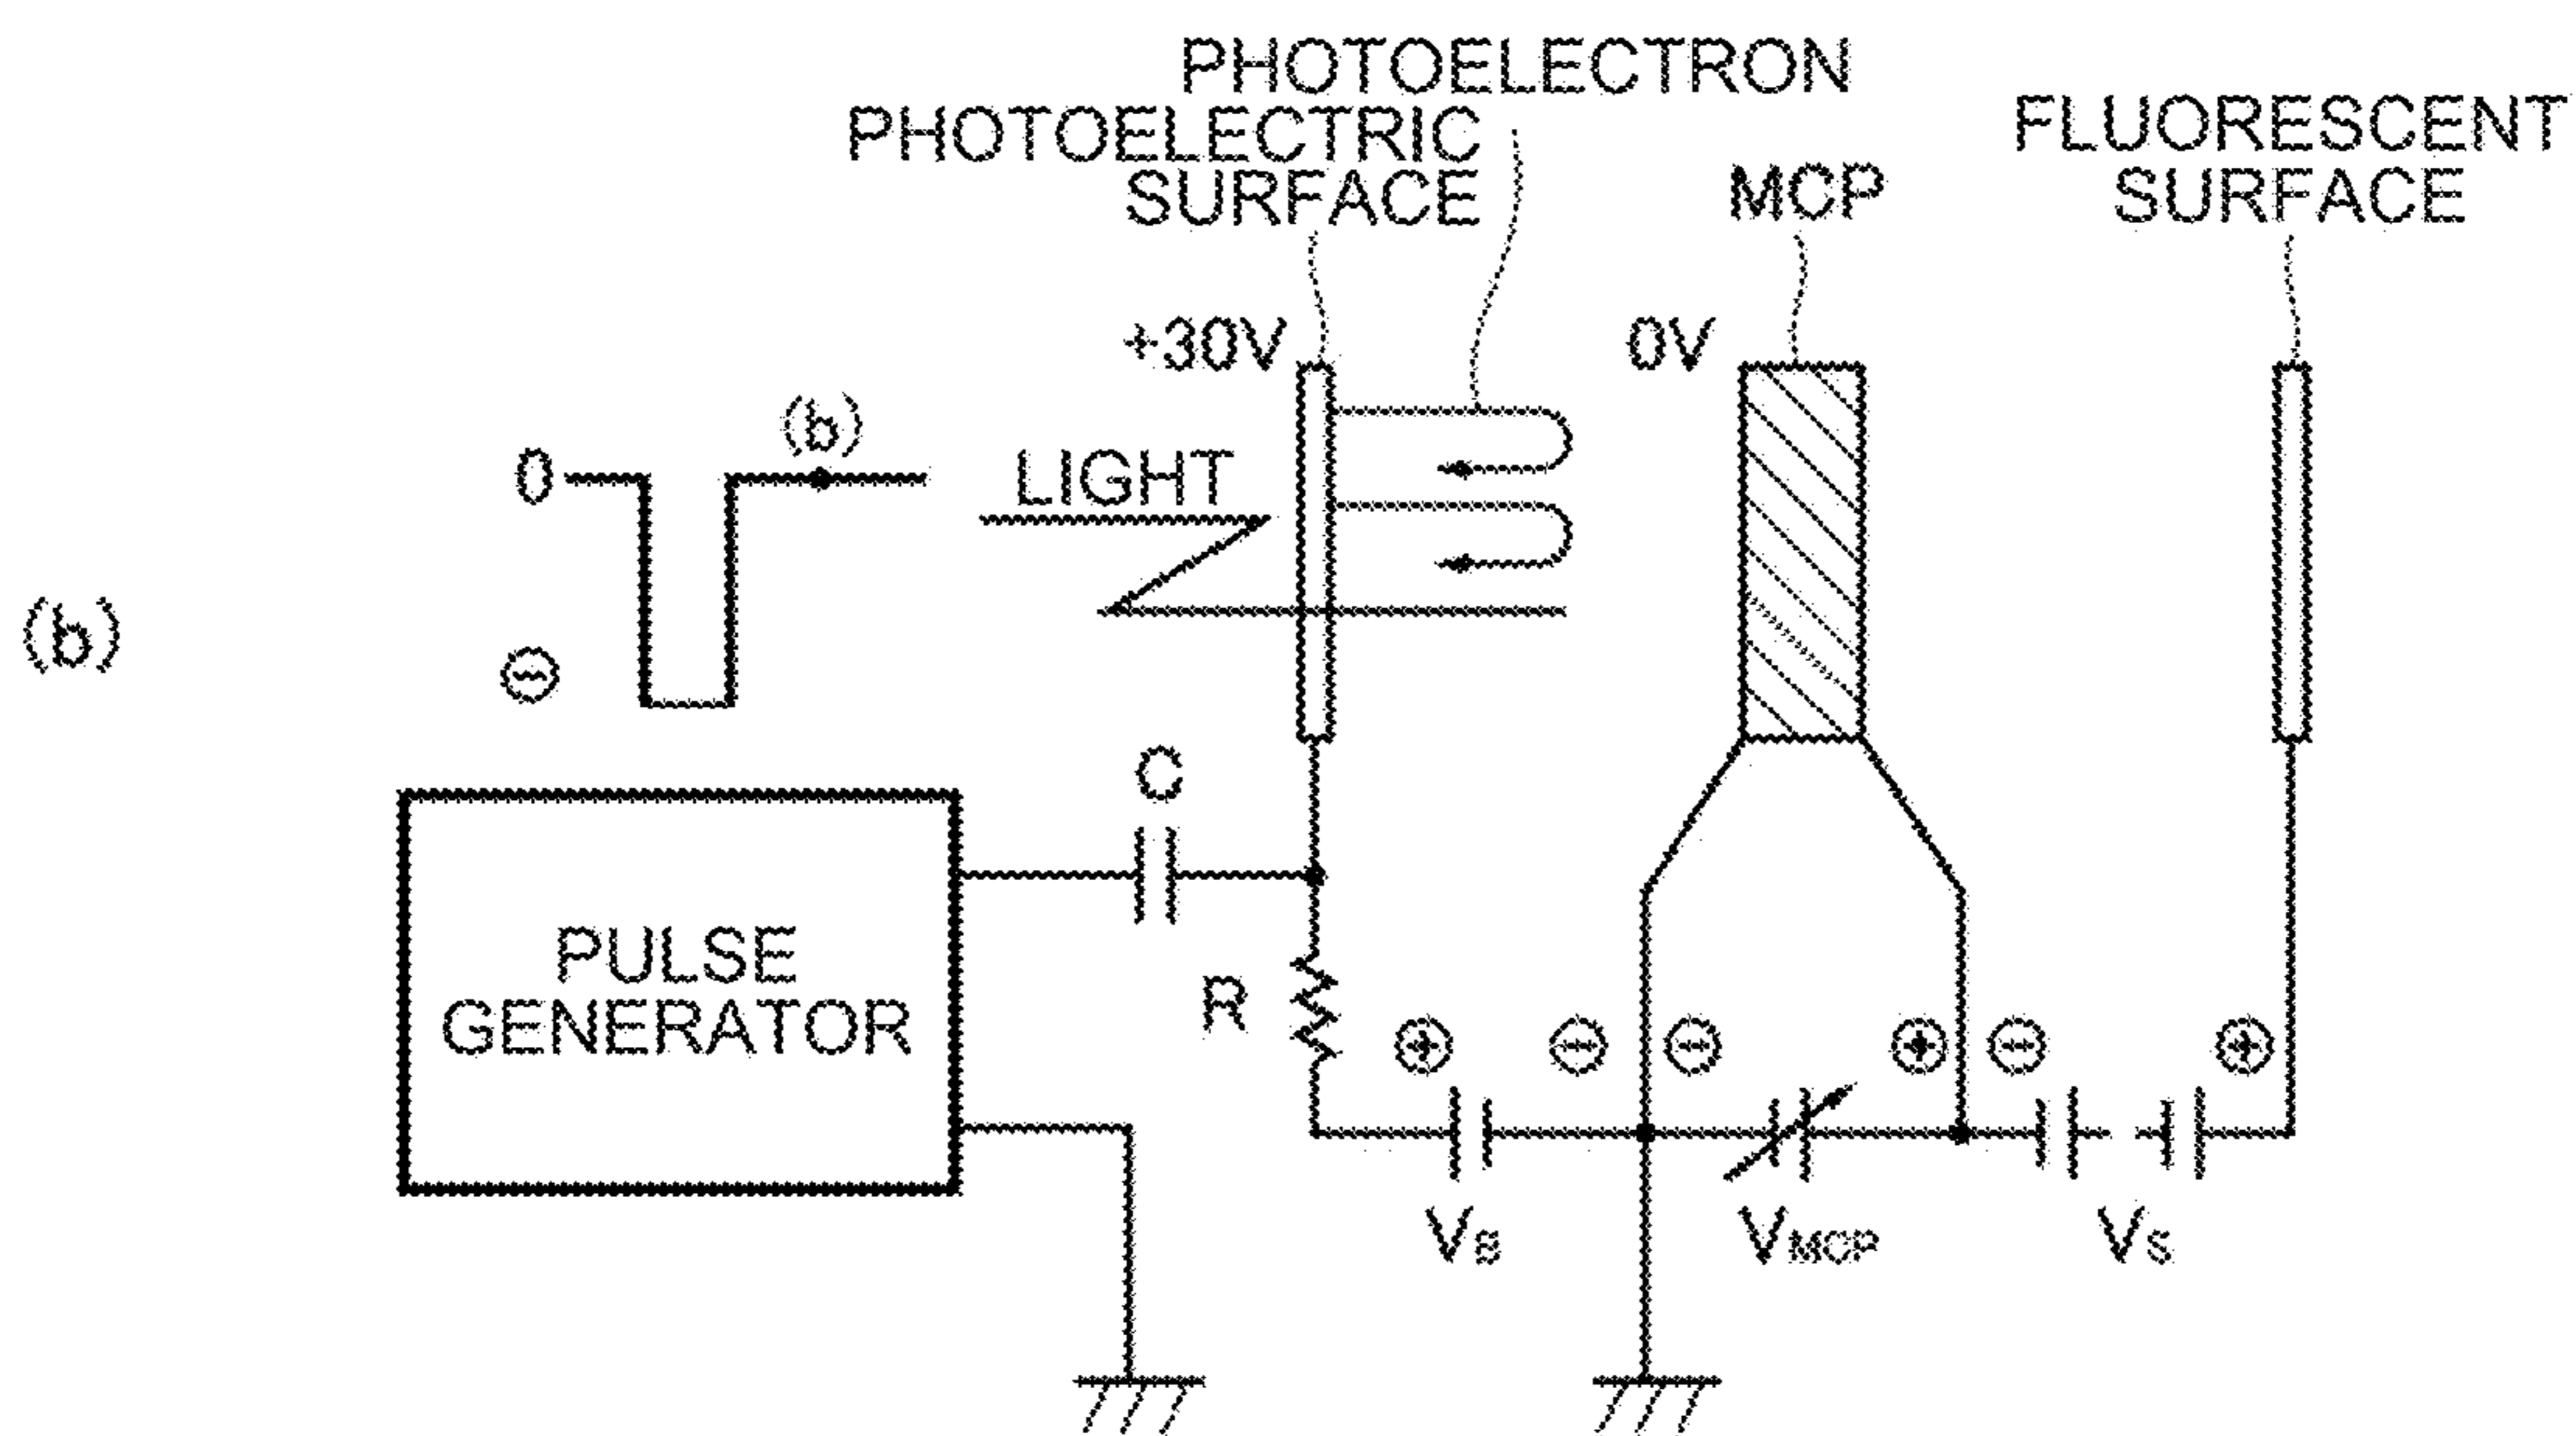 PHOTOELECTRON
PHOTOELECTRIC
SURFACE
MCP
FLUORESCENT
SURFACE
+30V
0V
(b)
0
LIGHT
(b)
⊖
C
PULSE
GENERATOR
R
⊕ ⊖ ⊖ ⊕ ⊖ ⊕
VB
VMCP
VS